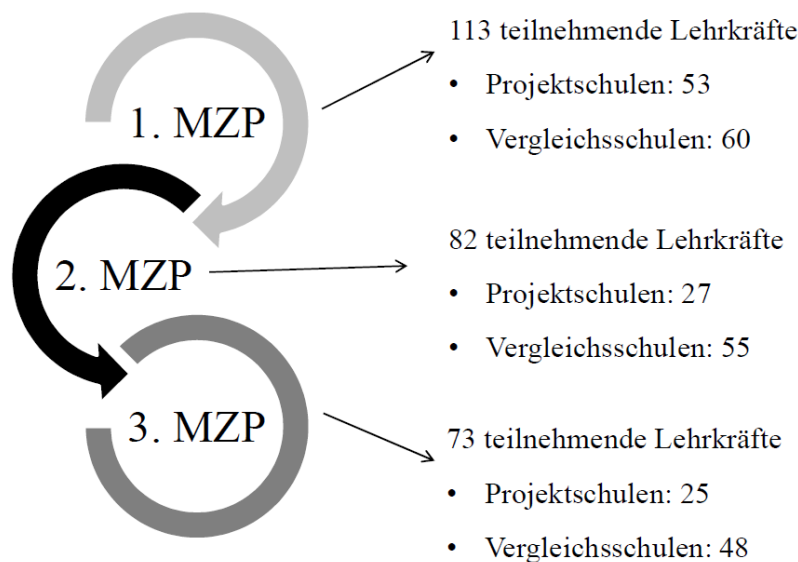 1. MZP
113 teilnehmende Lehrkräfte
• Projektschulen: 53
• Vergleichsschulen: 60
2. MZP
82 teilnehmende Lehrkräfte
• Projektschulen: 27
• Vergleichsschulen: 55
3. MZP
73 teilnehmende Lehrkräfte
• Projektschulen: 25
• Vergleichsschulen: 48